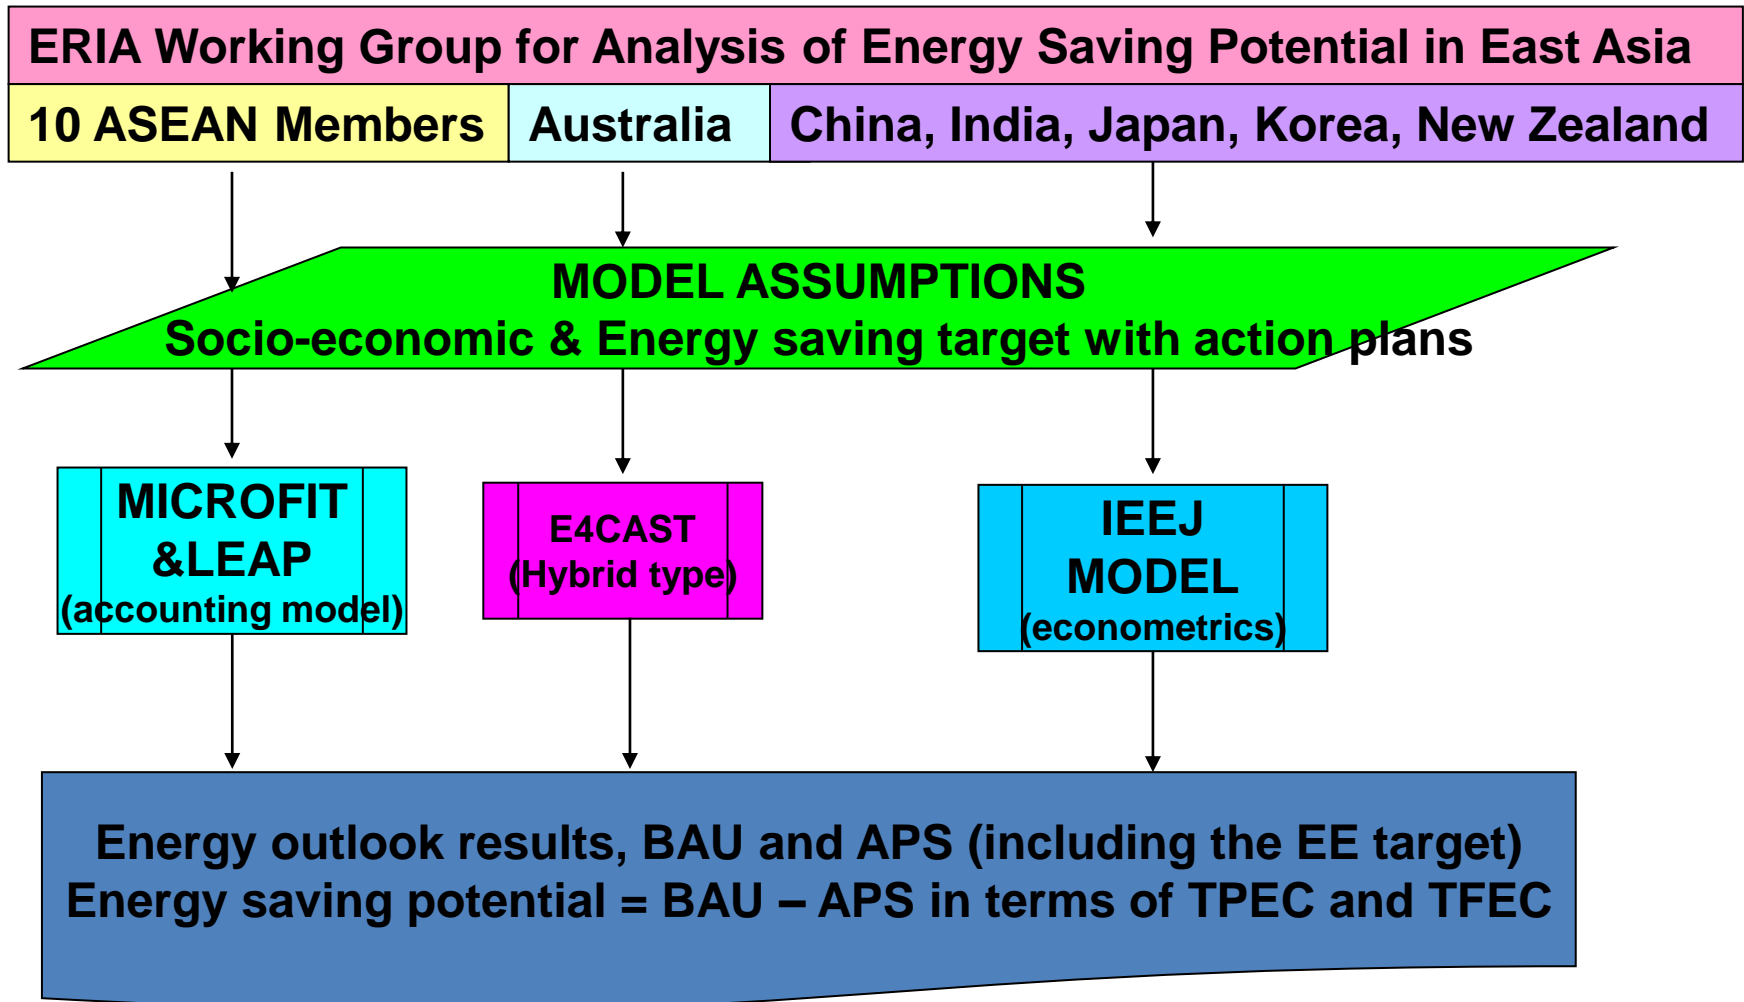 ERIA Working Group for Analysis of Energy Saving Potential in East Asia
10 ASEAN Members
Australia
China, India, Japan, Korea, New Zealand
MODEL ASSUMPTIONS
Socio-economic & Energy saving target with action plans
MICROFIT
&LEAP
(accounting model)
E4CAST
(Hybrid type)
IEEJ
MODEL
(econometrics)
Energy outlook results, BAU and APS (including the EE target)
Energy saving potential = BAU – APS in terms of TPEC and TFEC